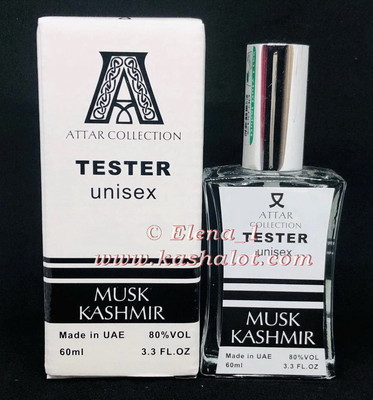 A
ATTAR COLLECTION
TESTER
unisex
MUSK
KASHMIR
Made in UAE 80%VOL
60ml 3.3 FL.OZ
ATTAR
COLLECTION
TESTER
unisex
MUSK
KASHMIR
Made in UAE 80%VOL
60ml 3.3 FL.OZ
© Elena_l
www.kashalot.com